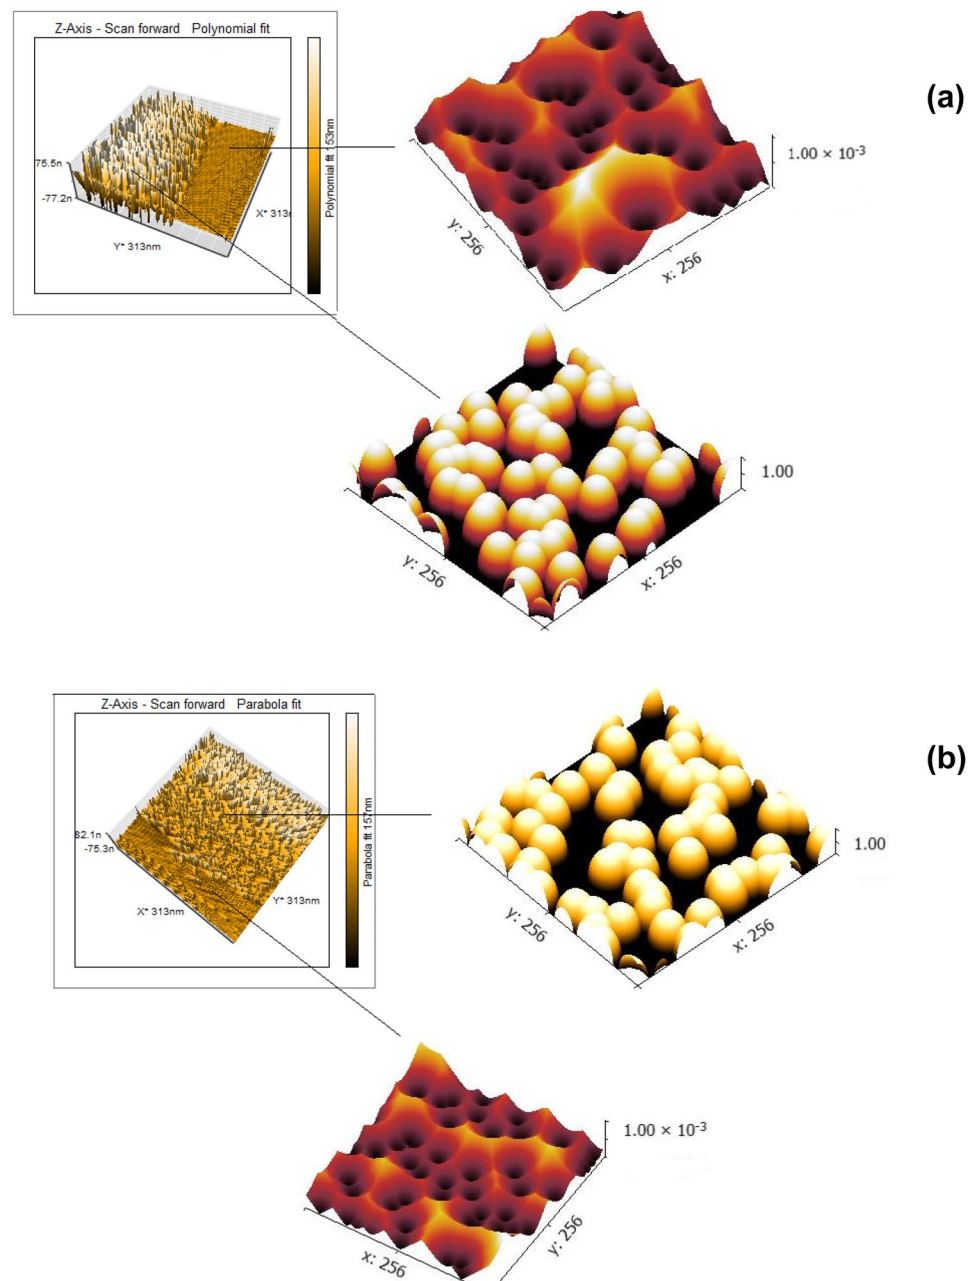 Z-Axis - Scan forward Polynomial fit
(a)
75.5n
-77.2n
Y* 313nm
X* 313
Polynomial fit 153nm
1.00 × 10-3
y: 256
x: 256
1.00
y: 256
x: 256
Z-Axis - Scan forward Parabola fit
(b)
82.1n
-75.3n
X* 313nm
Y* 313nm
Parabola fit 157nm
1.00
y: 256
x: 256
1.00 × 10-3
x: 256
y: 256